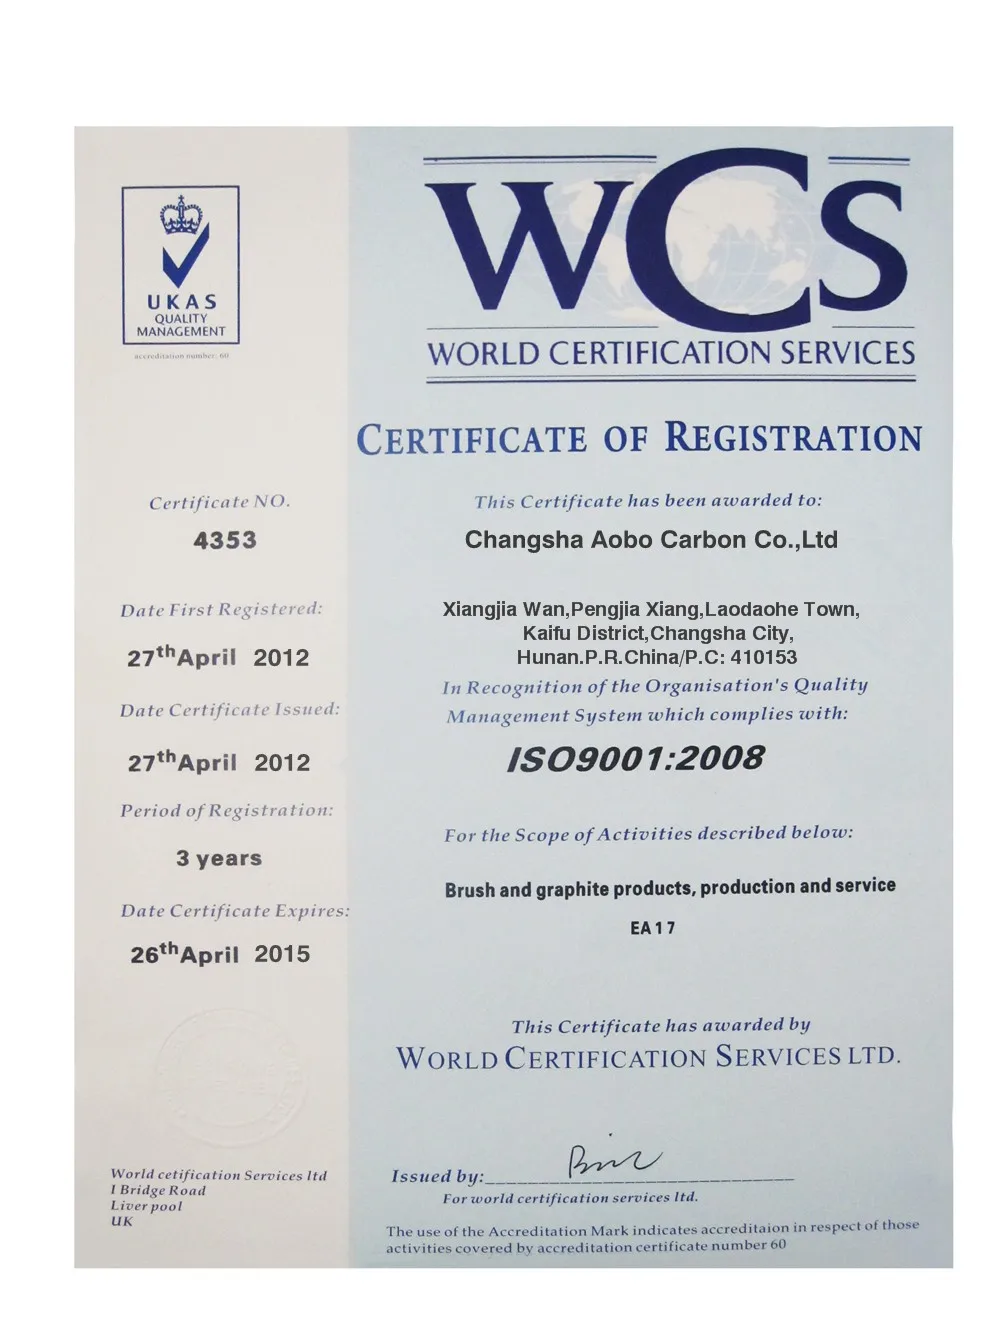 WCS
WORLD CERTIFICATION SERVICES
UKAS
QUALITY
MANAGEMENT
accreditation number: 60
CERTIFICATE OF REGISTRATION
Certificate NO.
4353
Date First Registered:
27th April 2012
Date Certificate Issued:
27th April 2012
Period of Registration:
3 years
Date Certificate Expires:
26th April 2015
This Certificate has been awarded to:
Changsha Aobo Carbon Co.,Ltd
Xiangjia Wan,Pengjia Xiang,Laodaohe Town,
Kaifu District,Changsha City,
Hunan.P.R.China/P.C: 410153
In Recognition of the Organisation's Quality
Management System which complies with:
ISO9001:2008
For the Scope of Activities described below:
Brush and graphite products, production and service
EA17
This Certificate has awarded by
WORLD CERTIFICATION SERVICES LTD.
World cetification Services ltd
1 Bridge Road
Liver pool
UK
Issued by:
For world certification services ltd.
The use of the Accreditation Mark indicates accreditaion in respect of those
activities covered by accreditation certificate number 60